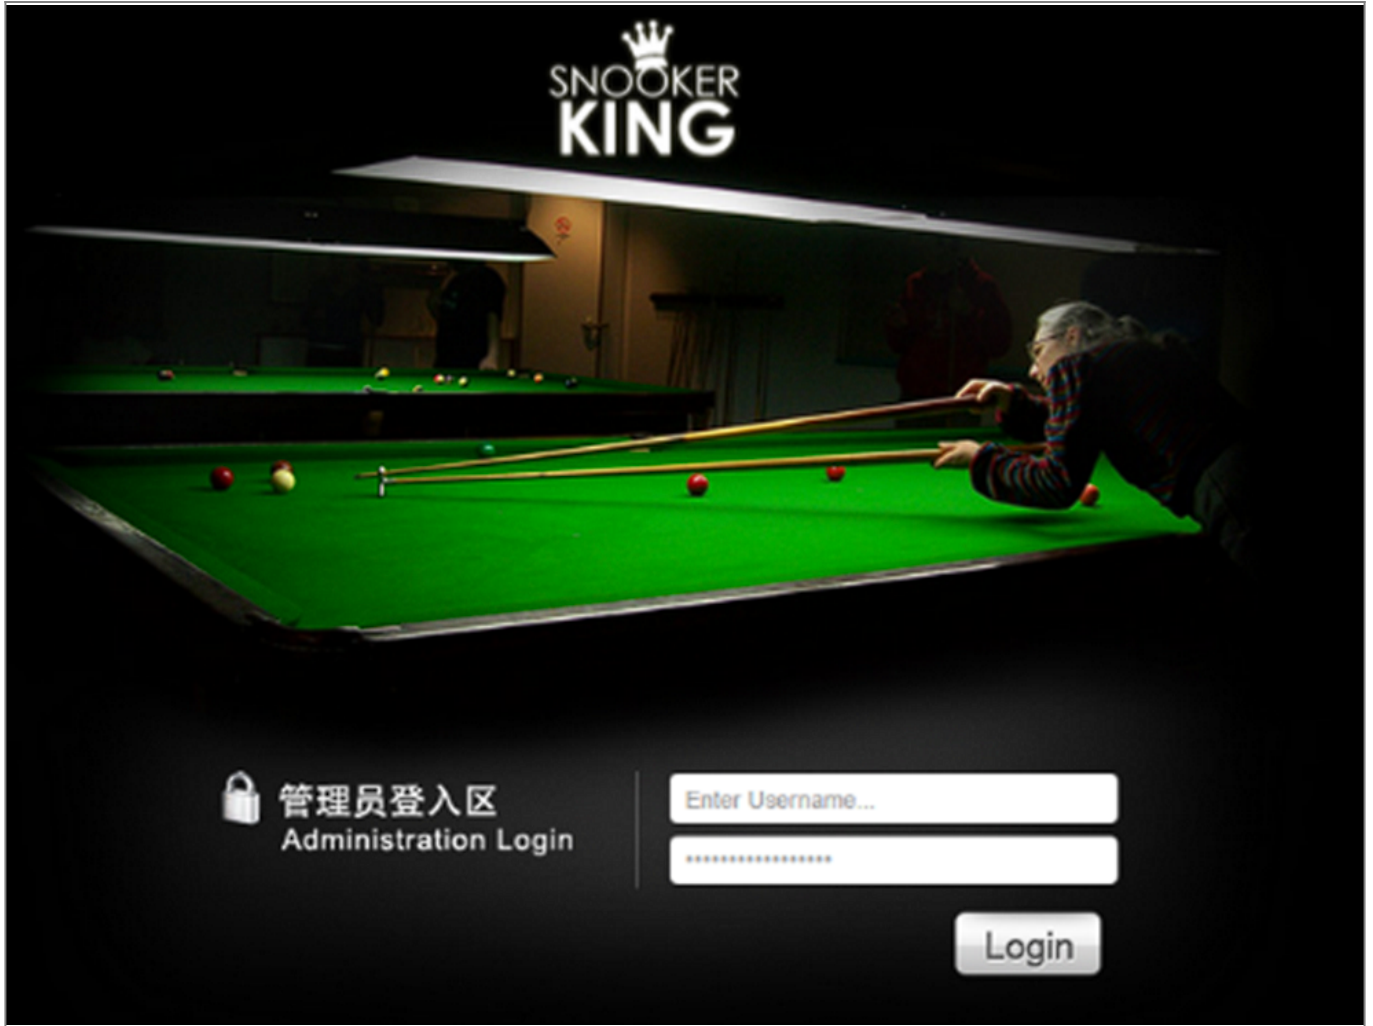 SNOOKER
KING
管理员登入区
Administration Login
Enter Username...
•••••••••••••••••
Login